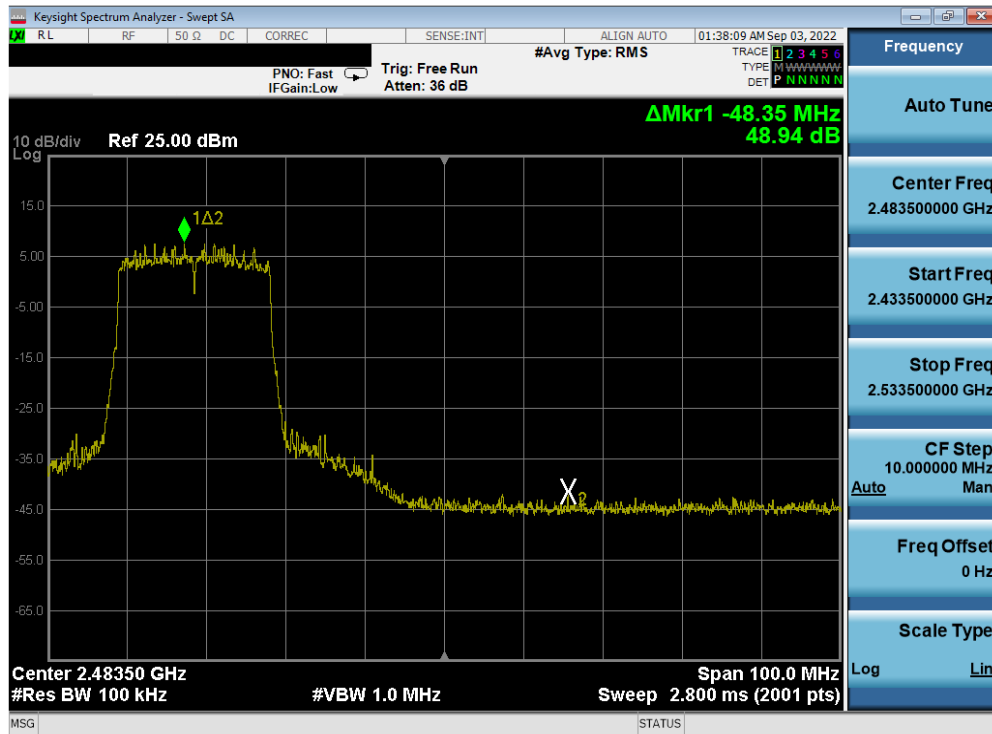 Keysight Spectrum Analyzer - Swept SA
LXI RL RF 50 Ω DC CORREC SENSE:INT ALIGN AUTO 01:38:09 AM Sep 03, 2022
Frequency
#Avg Type: RMS TRACE 1 2 3 4 5 6
PNO: Fast Trig: Free Run TYPE M W W W W W
IFGain:Low Atten: 36 dB DET P N N N N N
Auto Tune
ΔMkr1 -48.35 MHz
48.94 dB
10 dB/div Ref 25.00 dBm
Log
Center Freq
2.483500000 GHz
15.0
1Δ2
5.00
Start Freq
2.433500000 GHz
-5.00
-15.0
Stop Freq
2.533500000 GHz
-25.0
-35.0
CF Step
10.000000 MHz
Auto Man
2
-45.0
Freq Offset
0 Hz
-55.0
-65.0
Scale Type
Log Lin
Center 2.48350 GHz Span 100.0 MHz
#Res BW 100 kHz #VBW 1.0 MHz Sweep 2.800 ms (2001 pts)
MSG STATUS